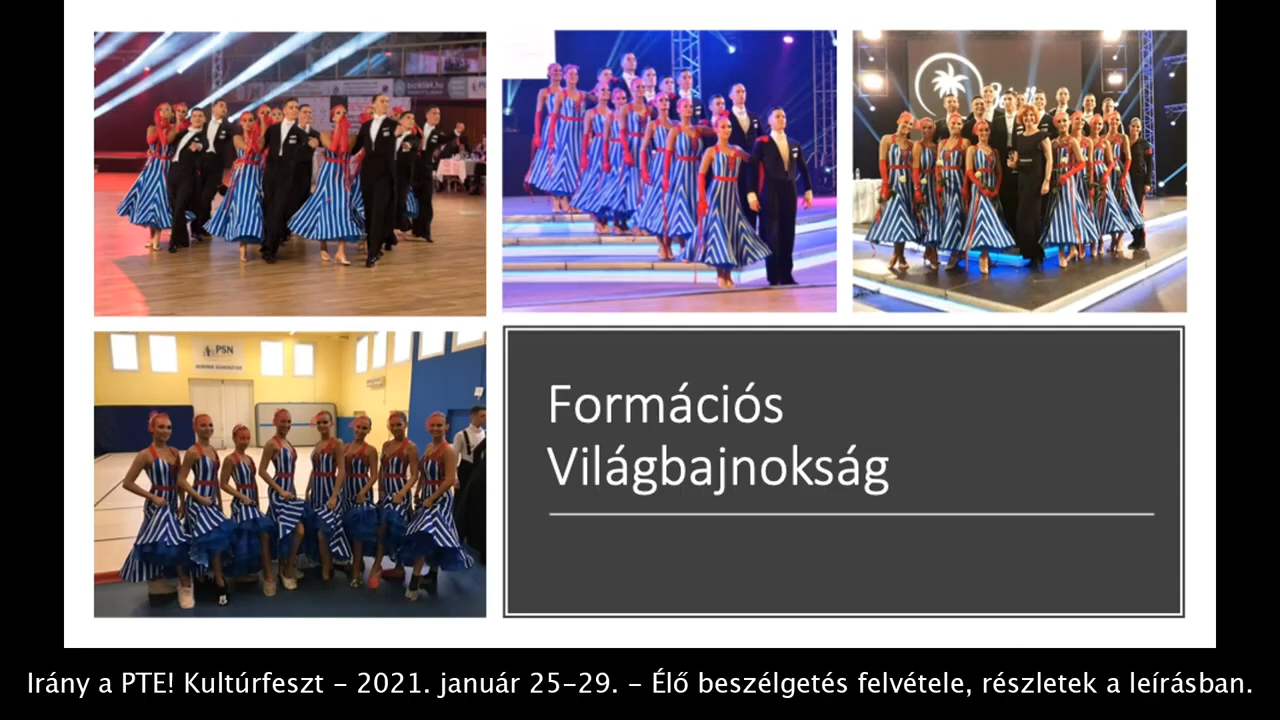 PSN
Formációs
Világbajnokság
Irány a PTE! Kultúrfeszt – 2021. január 25–29. – Élő beszélgetés felvétele, részletek a leírásban.